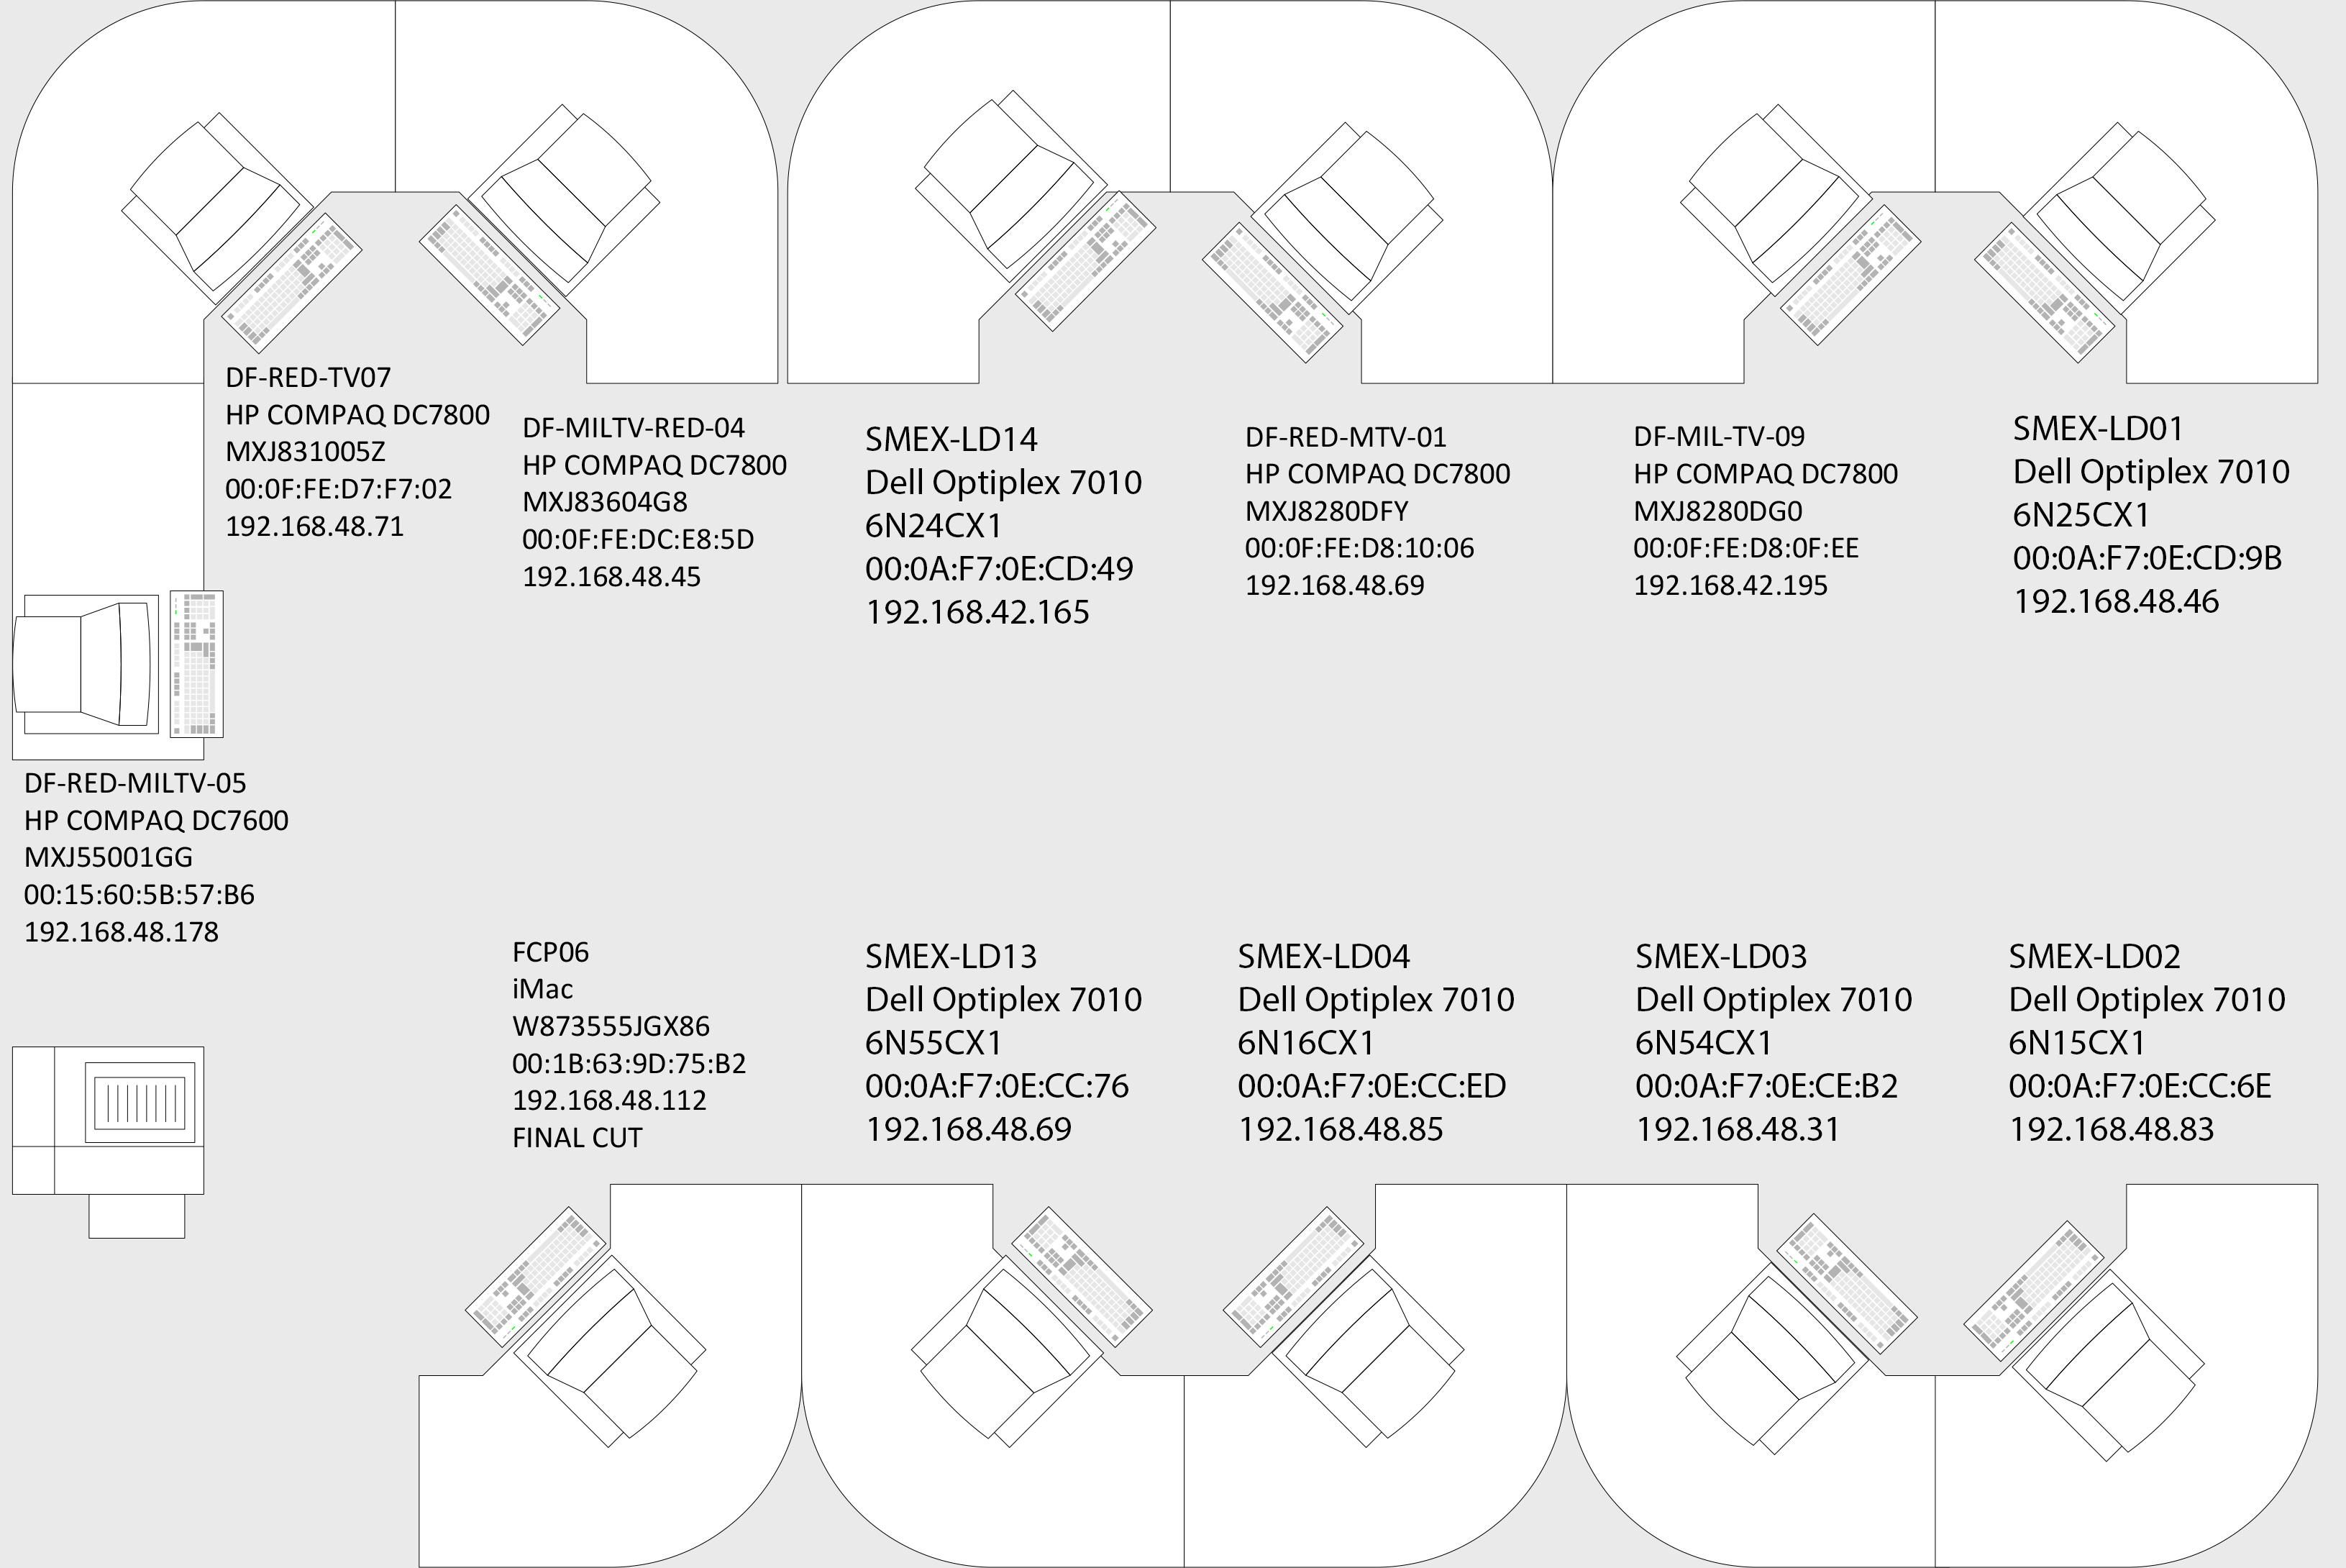 DF-RED-TV07
HP COMPAQ DC7800
MXJ831005Z
00:0F:FE:D7:F7:02
192.168.48.71
DF-MILTV-RED-04
HP COMPAQ DC7800
MXJ83604G8
00:0F:FE:DC:E8:5D
192.168.48.45
SMEX-LD14
Dell Optiplex 7010
6N24CX1
00:0A:F7:0E:CD:49
192.168.42.165
DF-RED-MTV-01
HP COMPAQ DC7800
MXJ8280DFY
00:0F:FE:D8:10:06
192.168.48.69
DF-MIL-TV-09
HP COMPAQ DC7800
MXJ8280DG0
00:0F:FE:D8:0F:EE
192.168.42.195
SMEX-LD01
Dell Optiplex 7010
6N25CX1
00:0A:F7:0E:CD:9B
192.168.48.46
DF-RED-MILTV-05
HP COMPAQ DC7600
MXJ55001GG
00:15:60:5B:57:B6
192.168.48.178
FCP06
iMac
W873555JGX86
00:1B:63:9D:75:B2
192.168.48.112
FINAL CUT
SMEX-LD13
Dell Optiplex 7010
6N55CX1
00:0A:F7:0E:CC:76
192.168.48.69
SMEX-LD04
Dell Optiplex 7010
6N16CX1
00:0A:F7:0E:CC:ED
192.168.48.85
SMEX-LD03
Dell Optiplex 7010
6N54CX1
00:0A:F7:0E:CE:B2
192.168.48.31
SMEX-LD02
Dell Optiplex 7010
6N15CX1
00:0A:F7:0E:CC:6E
192.168.48.83